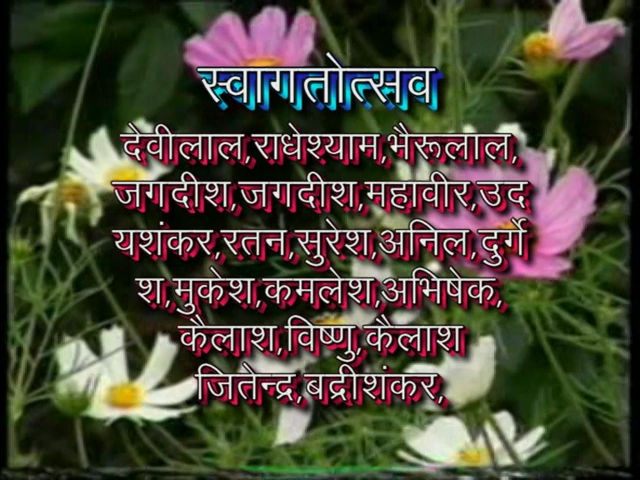 स्वागतोत्सव
देवीलाल,राधेश्याम,भैरूलाल,
जगदीश,जगदीश,महावीर,उद
यशंकर,रतन,सुरेश,अनिल,दुर्गे
श,मुकेश,कमलेश,अभिषेक,
कैलाश,विष्णु,कैलाश
जितेन्द्र,बद्रीशंकर,